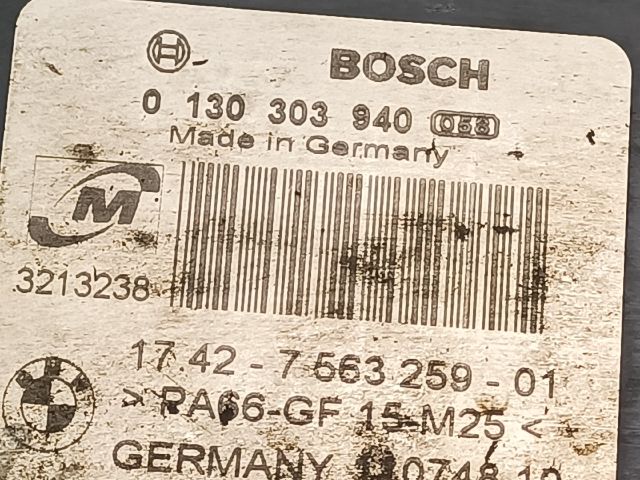 BOSCH
0 130 303 940 058
Made in Germany
M
3213238
17.42 - 7 563 259 - 01
> PA66-GF 15-M25 <
GERMANY